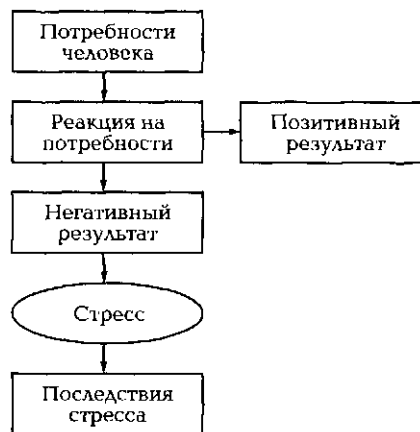 Потребности
человека
Реакция на
потребности
Позитивный
результат
Негативный
результат
Стресс
Последствия
стресса